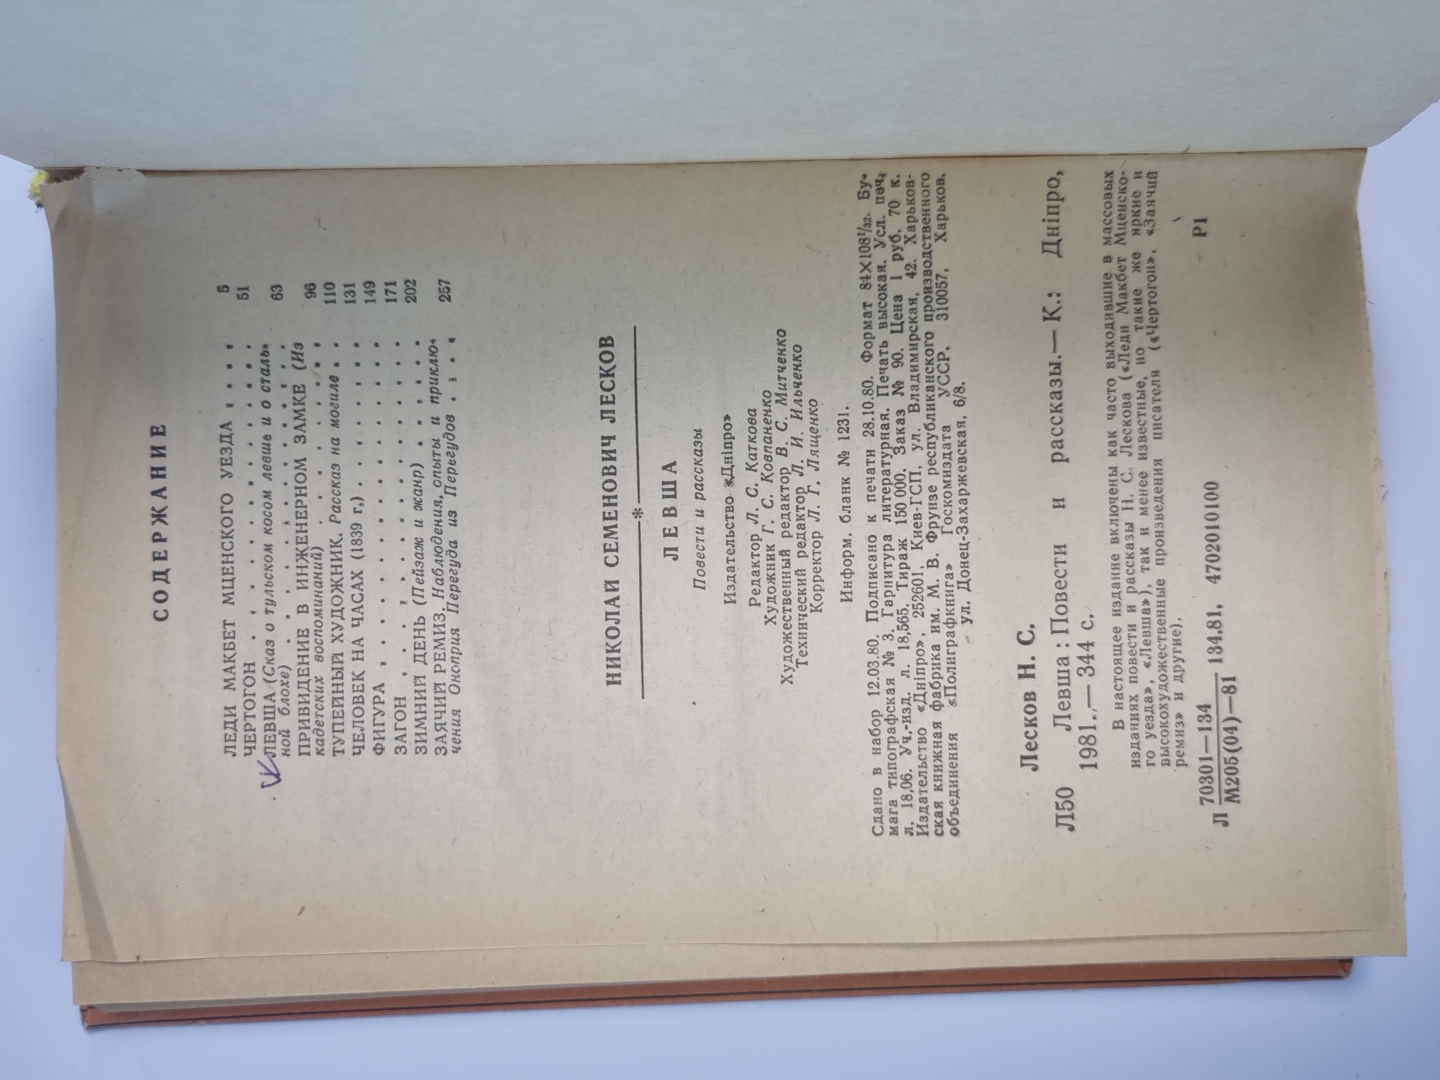 СОДЕРЖАНИЕ
ЛЕДИ МАКБЕТ МЦЕНСКОГО УЕЗДА . . . . 5
ЧЕРТОГОН . . . . . . . . . . . 51
ЛЕВША (Сказ о тульском косом левше и о сталь-
ной блохе) . . . . . . . . . . 63
ПРИВИДЕНИЕ В ИНЖЕНЕРНОМ ЗАМКЕ (Из
кадетских воспоминаний) . . . . . . . 96
ТУПЕЙНЫЙ ХУДОЖНИК. Рассказ на могиле . . 110
ЧЕЛОВЕК НА ЧАСАХ (1839 г.) . . . . . . 131
ФИГУРА . . . . . . . . . . . . 149
ЗАГОН . . . . . . . . . . . . 171
ЗИМНИЙ ДЕНЬ (Пейзаж и жанр) . . . . . 202
ЗАЯЧИЙ РЕМИЗ. Наблюдения, опыты и приклю-
чения Оноприя Перегуда из Перегудов . . . . 257
НИКОЛАЙ СЕМЕНОВИЧ ЛЕСКОВ
*
ЛЕВША
Повести и рассказы
Издательство «Дніпро»
Редактор Л. С. Каткова
Художник Г. С. Ковпаненко
Художественный редактор В. С. Митченко
Технический редактор Л. И. Ильченко
Корректор Л. Г. Лященко
Информ. бланк № 1231.
Сдано в набор 12.03.80. Подписано к печати 28.10.80. Формат 84×108¹/₃₂. Бу-
мага типографская № 3. Гарнитура литературная. Печать высокая. Усл. печ.
л. 18,06. Уч.-изд. л. 18,565. Тираж 150 000. Заказ № 90. Цена 1 руб. 70 к.
Издательство «Дніпро», 252601, Киев-ГСП, ул. Владимирская, 42. Харьков-
ская книжная фабрика им. М. В. Фрунзе республиканского производственного
объединения «Полиграфкнига» Госкомиздата УССР. 310057, Харьков,
ул. Донец-Захаржевская, 6/8.
Лесков Н. С.
Л50 Левша : Повести и рассказы.— К.: Дніпро,
1981.— 344 с.
В настоящее издание включены как часто выходившие в массовых
изданиях повести и рассказы Н. С. Лескова («Леди Макбет Мценско-
го уезда», «Левша»), так и менее известные, но такие же яркие и
высокохудожественные произведения писателя («Чертогон», «Заячий
ремиз» и другие).
Л 70301—134
М205(04)—81 134.81. 4702010100 Р1